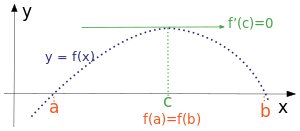 y
f'(c)=0
y = f(x)
a
c
b
x
f(a)=f(b)